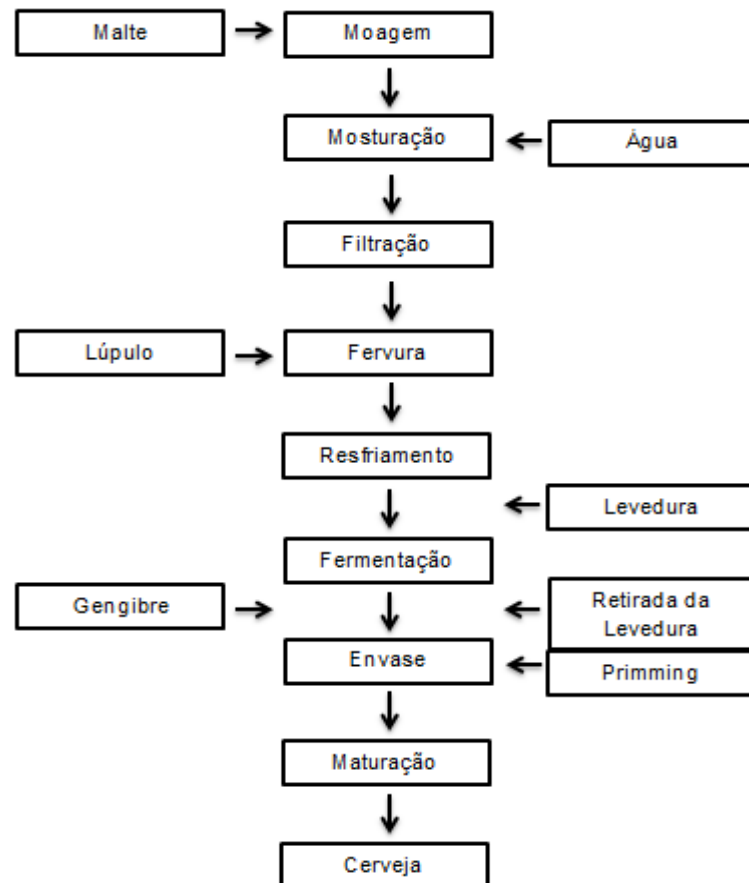 Malte
Moagem
Mosturação
Água
Filtração
Lúpulo
Fervura
Resfriamento
Levedura
Fermentação
Gengibre
Retirada da
Levedura
Envase
Primming
Maturação
Cerveja